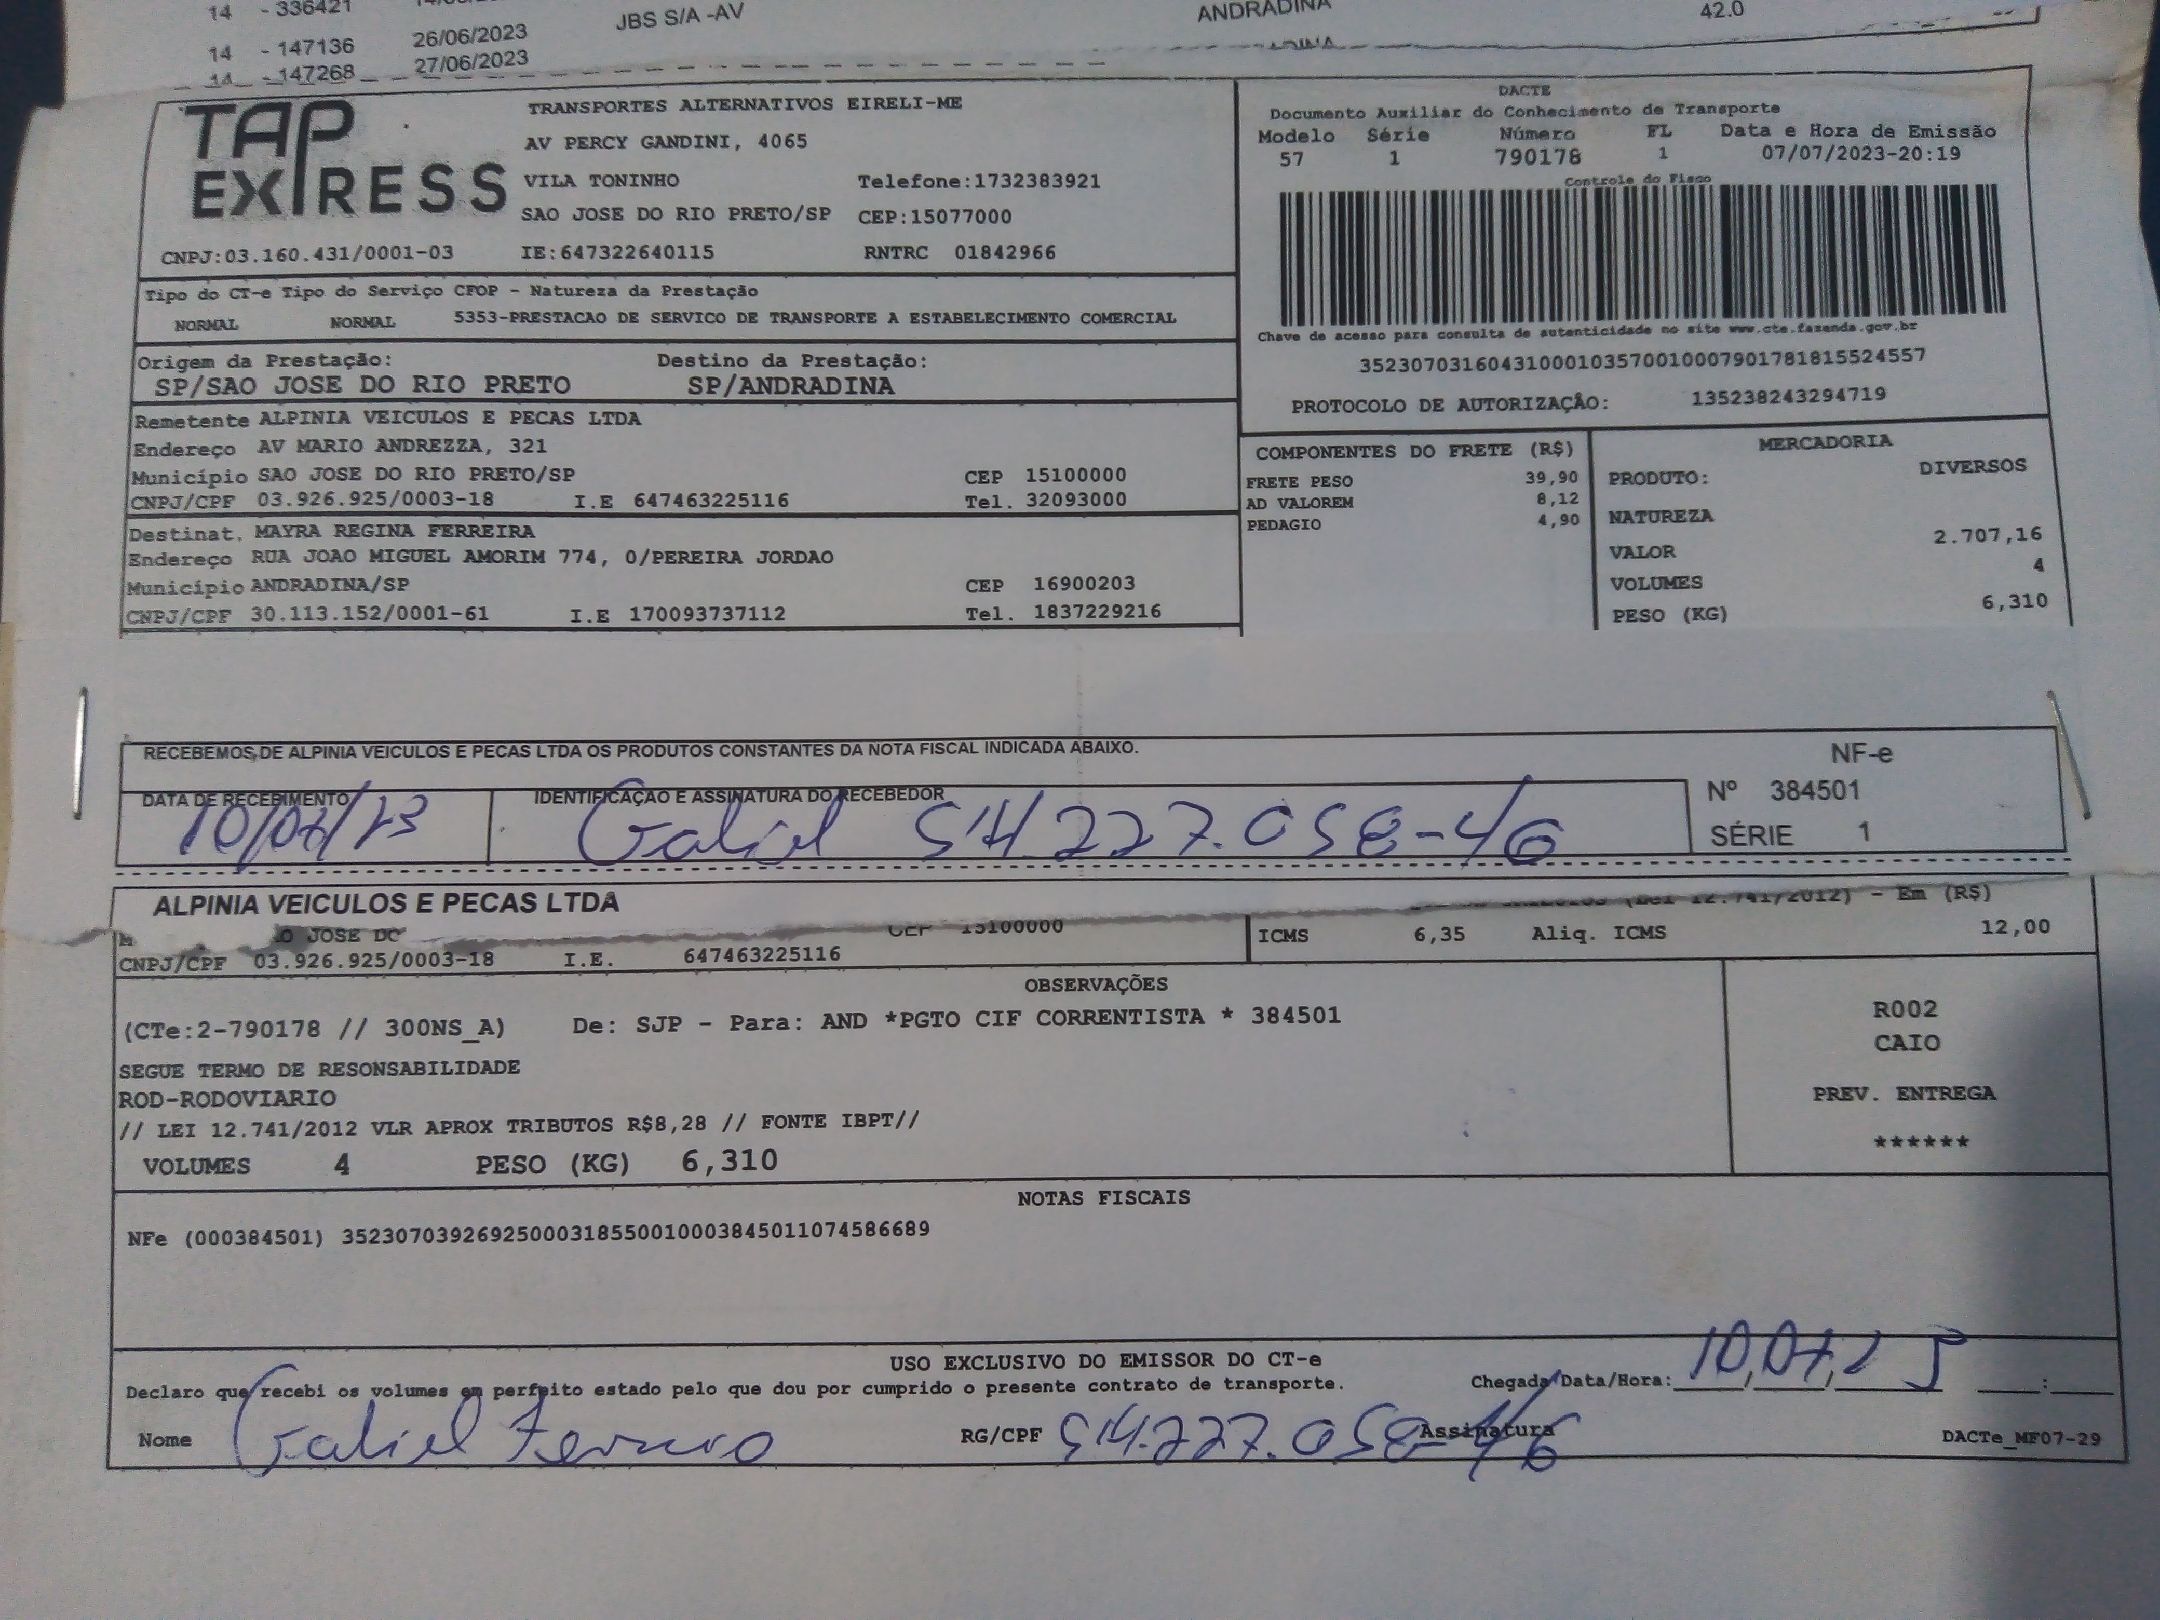 14 - 336421
14 - 147136 26/06/2023 JBS S/A -AV ANDRADINA 42.0
14 - 147268 27/06/2023
TAP EXPRESS
TRANSPORTES ALTERNATIVOS EIRELI-ME
AV PERCY GANDINI, 4065
VILA TONINHO Telefone:1732383921
SAO JOSE DO RIO PRETO/SP CEP:15077000
CNPJ:03.160.431/0001-03 IE:647322640115 RNTRC 01842966
DACTE
Documento Auxiliar do Conhecimento de Transporte
Modelo Série Número FL Data e Hora de Emissão
57 1 790178 1 07/07/2023-20:19
Controle do Fisco
Chave de acesso para consulta de autenticidade no site www.cte.fazenda.gov.br
35230703160431000103570010007901781815524557
PROTOCOLO DE AUTORIZAÇÃO: 135238243294719
Tipo do CT-e Tipo do Serviço CFOP - Natureza da Prestação
NORMAL NORMAL 5353-PRESTACAO DE SERVICO DE TRANSPORTE A ESTABELECIMENTO COMERCIAL
Origem da Prestação: Destino da Prestação:
SP/SAO JOSE DO RIO PRETO SP/ANDRADINA
Remetente ALPINIA VEICULOS E PECAS LTDA
Endereço AV MARIO ANDREZZA, 321
Município SAO JOSE DO RIO PRETO/SP CEP 15100000
CNPJ/CPF 03.926.925/0003-18 I.E 647463225116 Tel. 32093000
Destinat. MAYRA REGINA FERREIRA
Endereço RUA JOAO MIGUEL AMORIM 774, 0/PEREIRA JORDAO
Município ANDRADINA/SP CEP 16900203
CNPJ/CPF 30.113.152/0001-61 I.E 170093737112 Tel. 1837229216
COMPONENTES DO FRETE (R$)
FRETE PESO 39,90
AD VALOREM 8,12
PEDAGIO 4,90
MERCADORIA
PRODUTO: DIVERSOS
NATUREZA
VALOR 2.707,16
VOLUMES 4
PESO (KG) 6,310
RECEBEMOS DE ALPINIA VEICULOS E PECAS LTDA OS PRODUTOS CONSTANTES DA NOTA FISCAL INDICADA ABAIXO.
NF-e
Nº 384501
SÉRIE 1
DATA DE RECEBIMENTO IDENTIFICAÇÃO E ASSINATURA DO RECEBEDOR
10/07/23 Gabriel 54.227.058-46
ALPINIA VEICULOS E PECAS LTDA
(Lei 12.741/2012) - Em (R$)
O JOSE DO CEP 15100000
ICMS 6,35 Aliq. ICMS 12,00
CNPJ/CPF 03.926.925/0003-18 I.E. 647463225116
OBSERVAÇÕES
(CTe:2-790178 // 300NS_A) De: SJP - Para: AND *PGTO CIF CORRENTISTA * 384501
SEGUE TERMO DE RESONSABILIDADE
ROD-RODOVIARIO
// LEI 12.741/2012 VLR APROX TRIBUTOS R$8,28 // FONTE IBPT//
VOLUMES 4 PESO (KG) 6,310
R002
CAIO
PREV. ENTREGA
******
NOTAS FISCAIS
NFe (000384501) 35230703926925000318550010003845011074586689
USO EXCLUSIVO DO EMISSOR DO CT-e
Declaro que recebi os volumes em perfeito estado pelo que dou por cumprido o presente contrato de transporte. Chegada Data/Hora: 10,07,23
Nome Gabriel Ferreira RG/CPF 54.227.058-46 Assinatura
DACTe_MF07-29